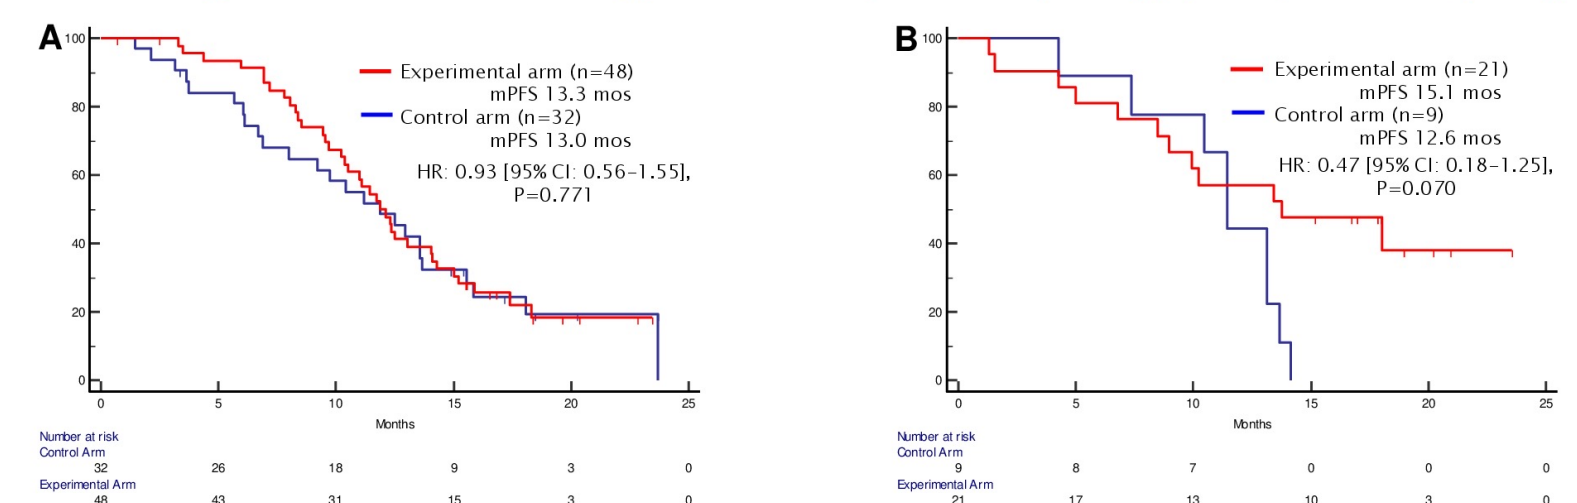 A
100
80
60
40
20
0
Experimental arm (n=48)
mPFS 13.3 mos
Control arm (n=32)
mPFS 13.0 mos
HR: 0.93 [95% CI: 0.56–1.55],
P=0.771
0 5 10 15 20 25
Months
Number at risk
Control Arm
32 26 18 9 3 0
Experimental Arm
48 43 31 15 3 0
B
100
80
60
40
20
0
Experimental arm (n=21)
mPFS 15.1 mos
Control arm (n=9)
mPFS 12.6 mos
HR: 0.47 [95% CI: 0.18–1.25],
P=0.070
0 5 10 15 20 25
Months
Number at risk
Control Arm
9 8 7 0 0 0
Experimental Arm
21 17 13 10 3 0